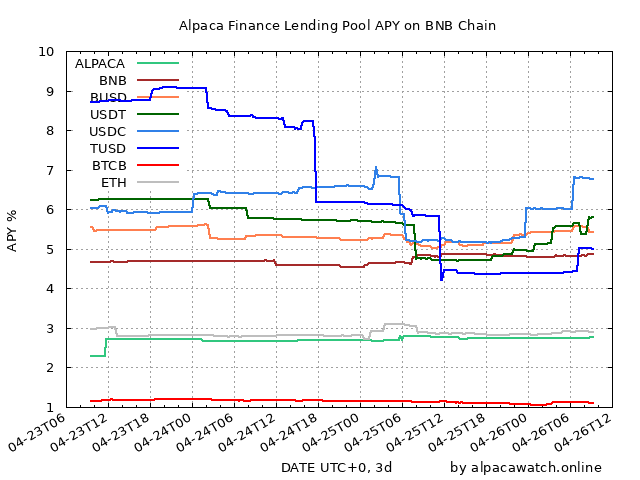 Alpaca Finance Lending Pool APY on BNB Chain
10
9
8
7
6
5
4
3
2
1
APY %
ALPACA
BNB
BUSD
USDT
USDC
TUSD
BTCB
ETH
04-23T06
04-23T12
04-23T18
04-24T00
04-24T06
04-24T12
04-24T18
04-25T00
04-25T06
04-25T12
04-25T18
04-26T00
04-26T06
04-26T12
DATE UTC+0, 3d
by alpacawatch.online